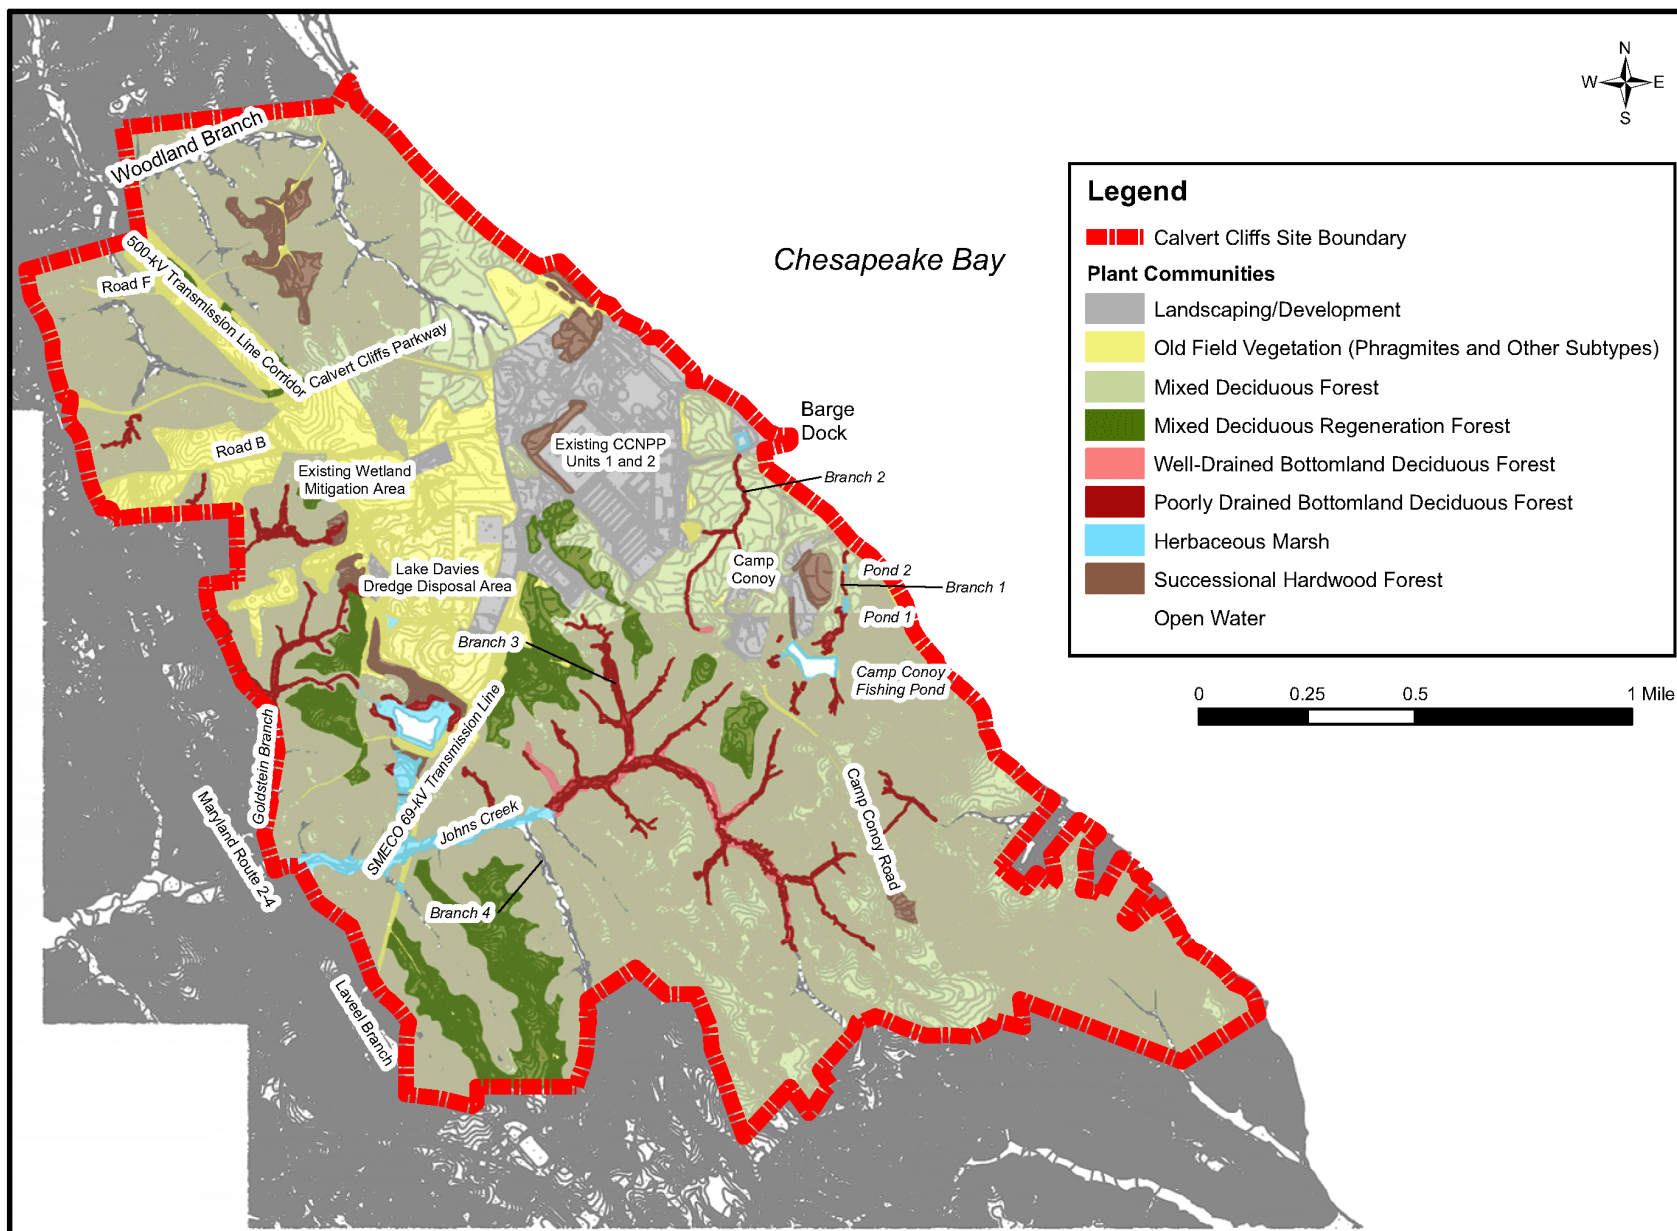 N
W E
S
Woodland Branch
Chesapeake Bay
500-kV Transmission Line Corridor
Road F
Calvert Cliffs Parkway
Barge
Dock
Road B
Existing Wetland
Mitigation Area
Existing CCNPP
Units 1 and 2
Branch 2
Lake Davies
Dredge Disposal Area
Camp
Conoy
Pond 2
Branch 1
Pond 1
Branch 3
Camp Conoy
Fishing Pond
Goldstein Branch
SMECO 69-kV Transmission Line
Maryland Route 2-4
Johns Creek
Camp Conoy Road
Branch 4
Laveel Branch
Legend
Calvert Cliffs Site Boundary
Plant Communities
Landscaping/Development
Old Field Vegetation (Phragmites and Other Subtypes)
Mixed Deciduous Forest
Mixed Deciduous Regeneration Forest
Well-Drained Bottomland Deciduous Forest
Poorly Drained Bottomland Deciduous Forest
Herbaceous Marsh
Successional Hardwood Forest
Open Water
0 0.25 0.5 1 Mile